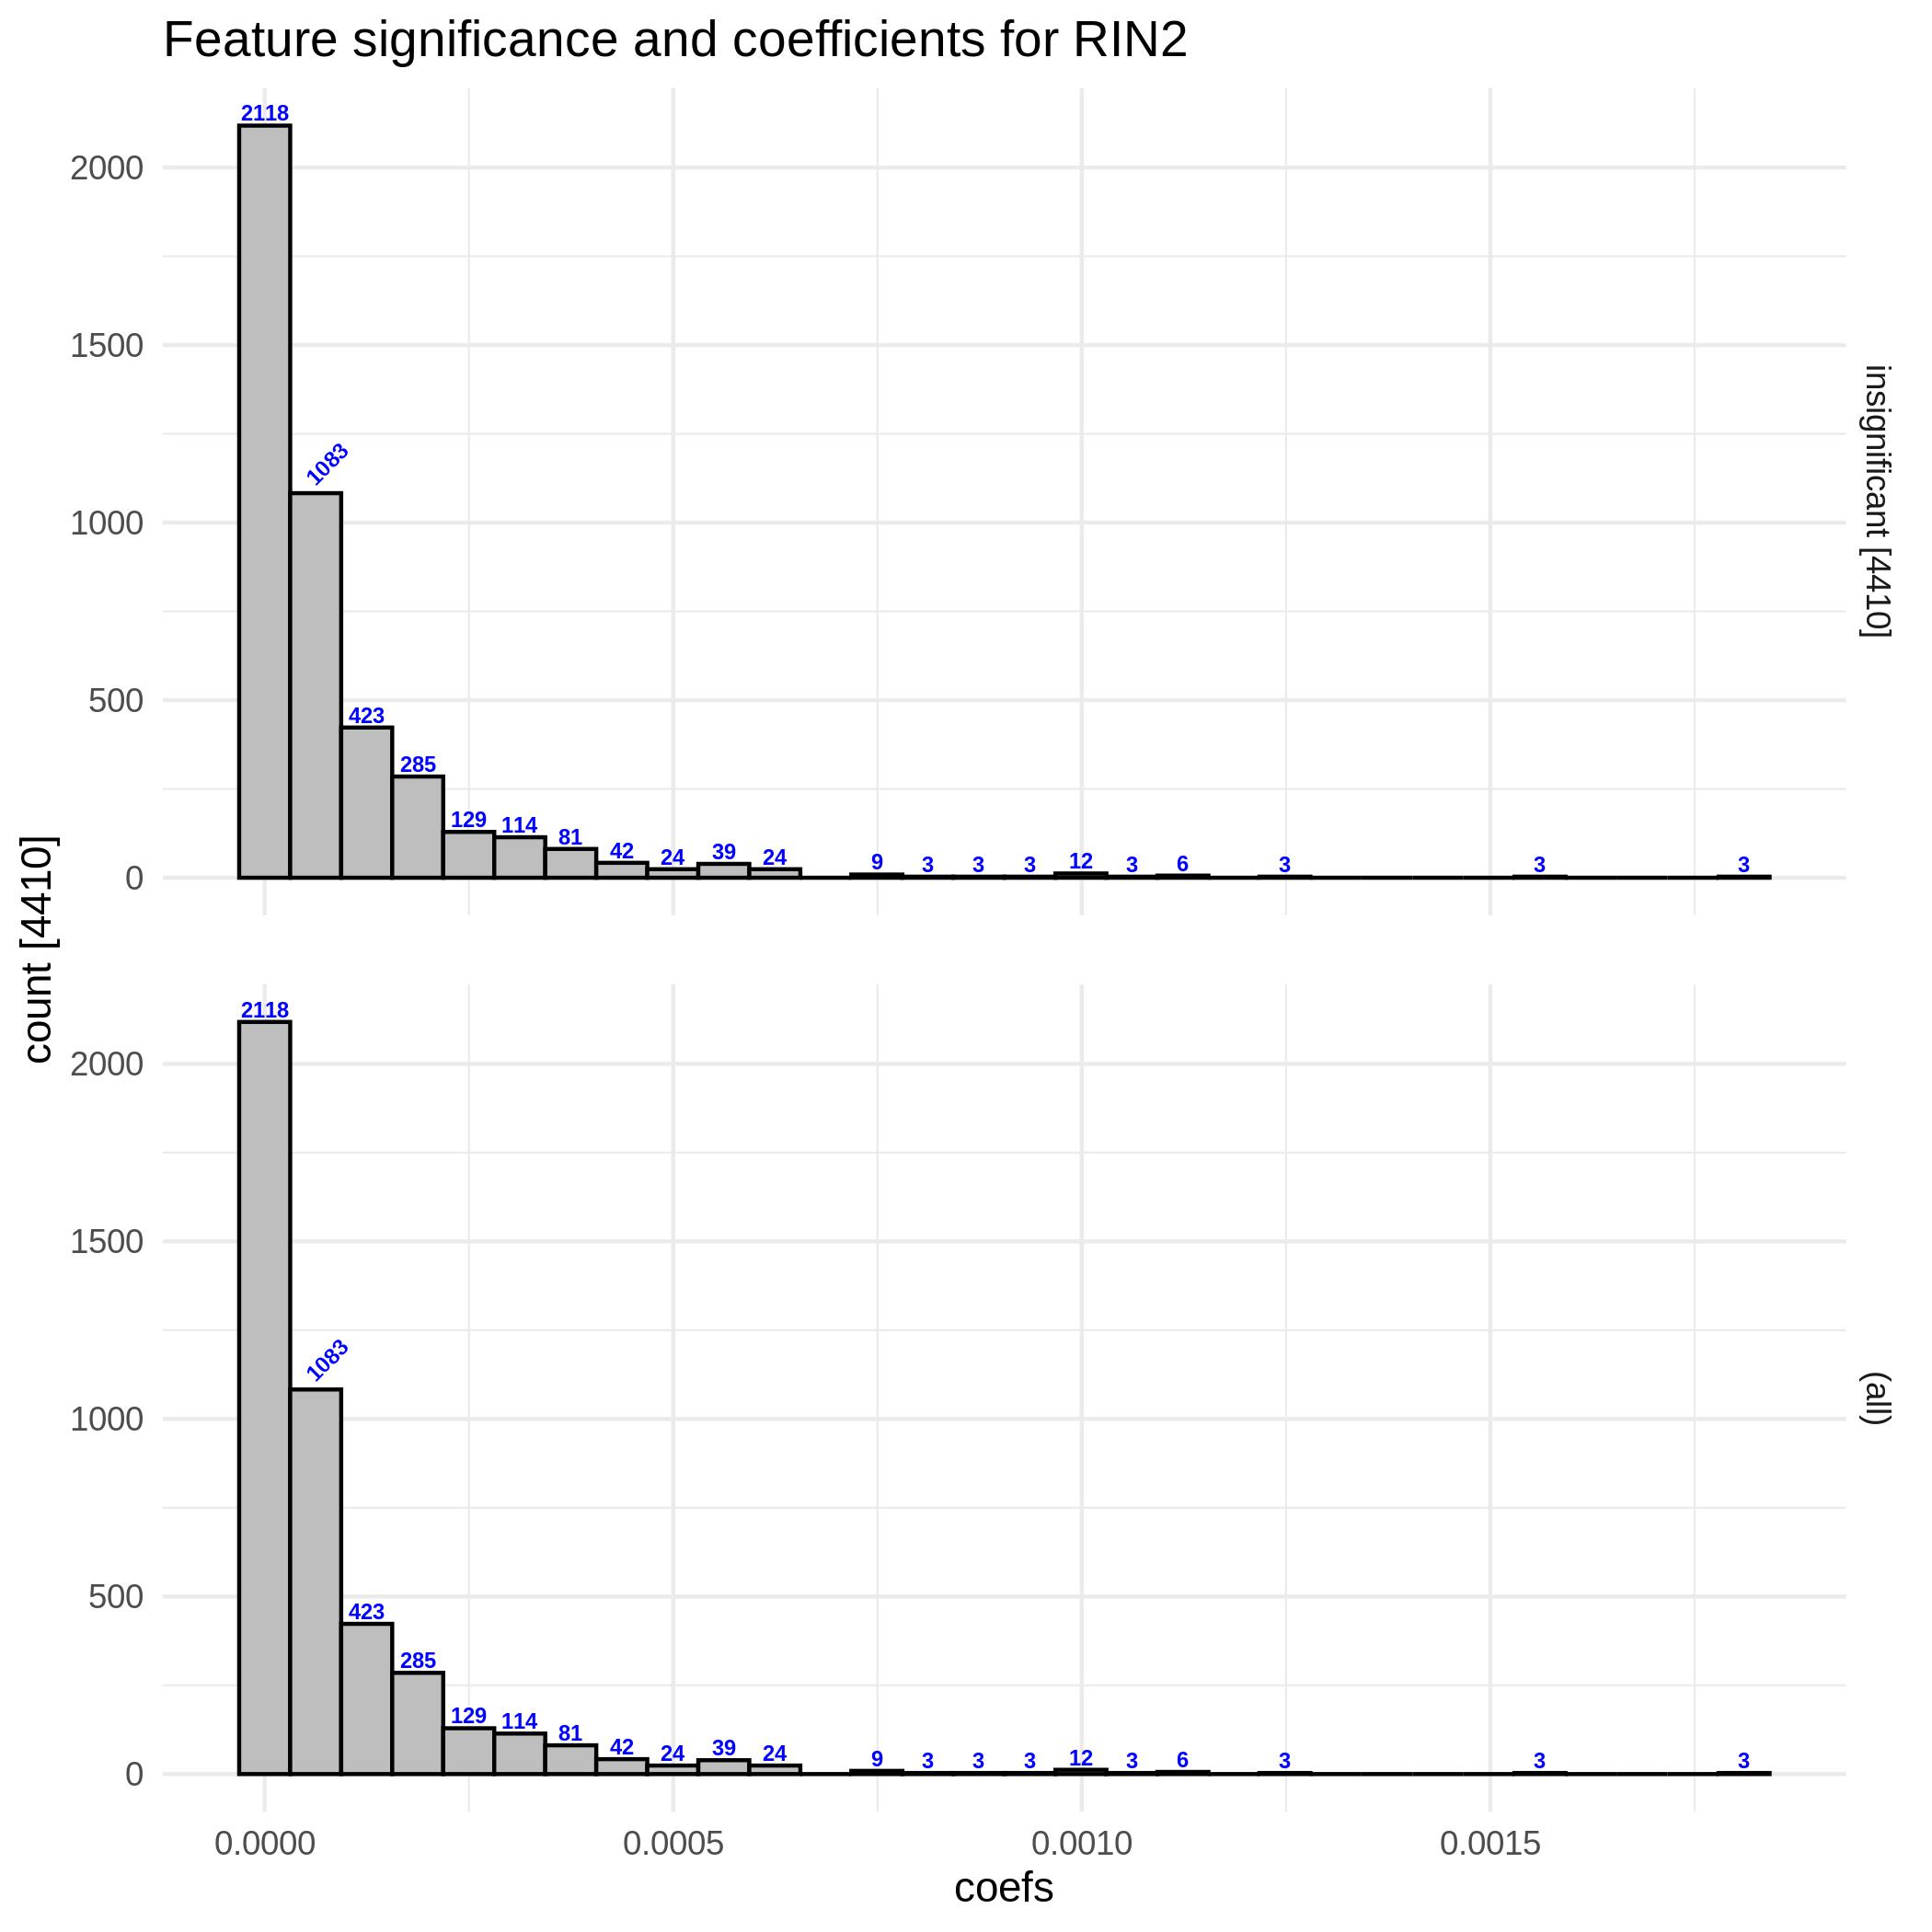 Feature significance and coefficients for RIN2
2118
2000
1500
1083
1000
423
500
285
129 114 81 42 24 39 24 9 3 3 3 12 3 6 3 3 3
0
insignificant [4410]
count [4410]
2118
2000
1500
1083
1000
423
500
285
129 114 81 42 24 39 24 9 3 3 3 12 3 6 3 3 3
0
(all)
0.0000 0.0005 0.0010 0.0015
coefs